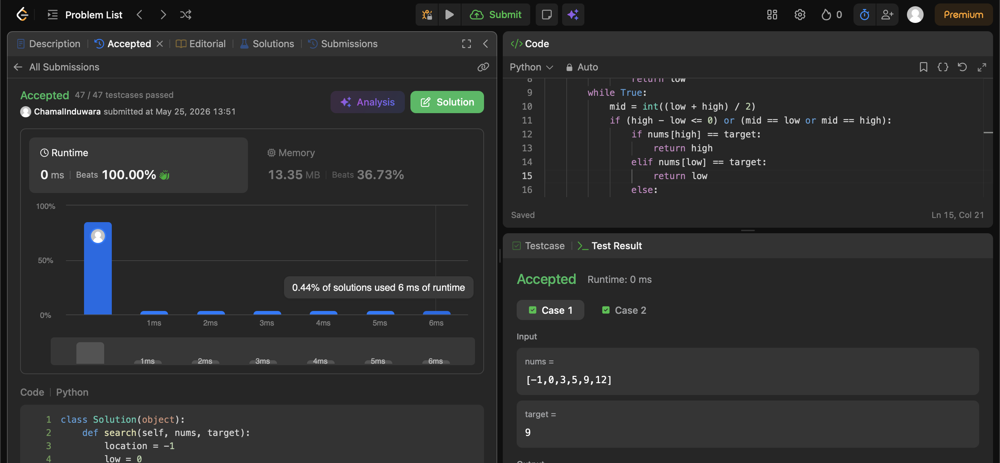 Problem List
Submit
0
Premium
Description
Accepted
Editorial
Solutions
Submissions
All Submissions
Accepted 47 / 47 testcases passed
ChamalInduwara submitted at May 25, 2026 13:51
Analysis
Solution
Runtime
0 ms Beats 100.00%
Memory
13.35 MB Beats 36.73%
100%
50%
0%
0.44% of solutions used 6 ms of runtime
1ms 2ms 3ms 4ms 5ms 6ms
1ms 2ms 3ms 4ms 5ms 6ms
Code | Python
1 class Solution(object):
2 def search(self, nums, target):
3 location = -1
4 low = 0
</> Code
Python
Auto
8 return low
9 while True:
10 mid = int((low + high) / 2)
11 if (high - low <= 0) or (mid == low or mid == high):
12 if nums[high] == target:
13 return high
14 elif nums[low] == target:
15 return low
16 else:
Saved
Ln 15, Col 21
Testcase
Test Result
Accepted Runtime: 0 ms
Case 1
Case 2
Input
nums =
[-1,0,3,5,9,12]
target =
9
Output